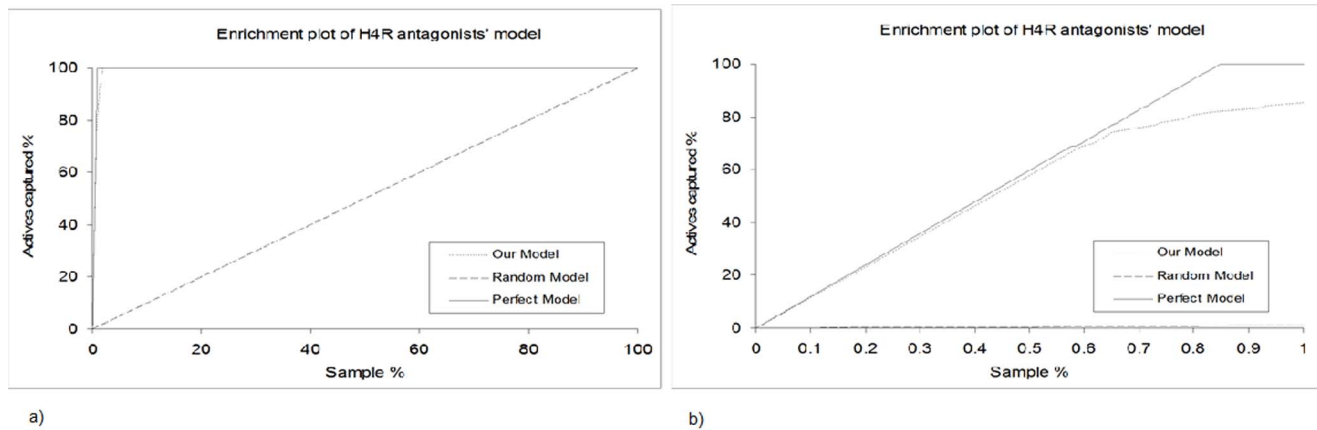 Enrichment plot of H4R antagonists' model
Actives captured %
100
80
60
40
20
0
Our Model
Random Model
Perfect Model
0 20 40 60 80 100
Sample %
a)
Enrichment plot of H4R antagonists' model
Actives captured %
100
80
60
40
20
0
Our Model
Random Model
Perfect Model
0 0.1 0.2 0.3 0.4 0.5 0.6 0.7 0.8 0.9 1
Sample %
b)